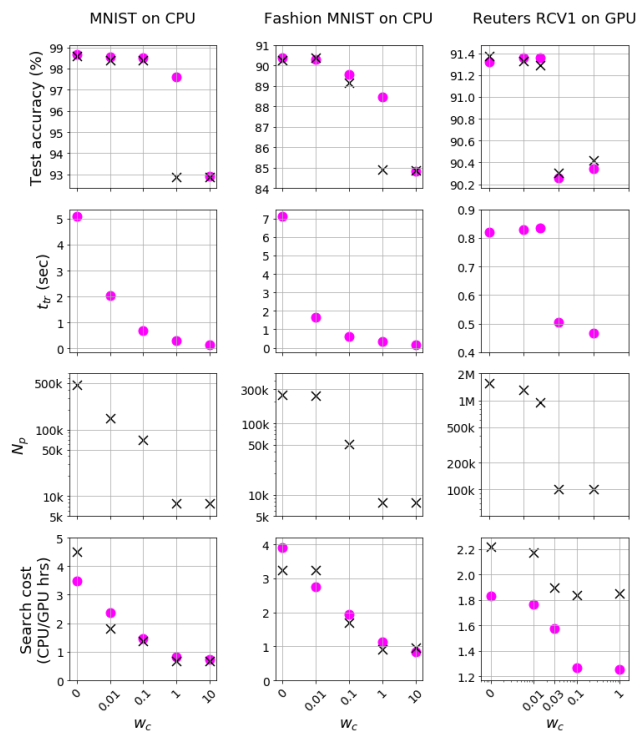 MNIST on CPU
Fashion MNIST on CPU
Reuters RCV1 on GPU
Test accuracy (%)
99
98
97
96
95
94
93
91
90
89
88
87
86
85
84
91.4
91.2
91.0
90.8
90.6
90.4
90.2
t_tr (sec)
5
4
3
2
1
0
7
6
5
4
3
2
1
0
0.9
0.8
0.7
0.6
0.5
0.4
N_p
500k
100k
50k
10k
5k
300k
100k
50k
10k
5k
2M
1M
200k
100k
Search cost
(CPU/GPU hrs)
5
4
3
2
1
0
4
3
2
1
0
2.2
2.0
1.8
1.6
1.4
1.2
0 0.01 0.1 1 10
0 0.01 0.1 1 10
0 0.01 0.03 0.1 1
w_c
w_c
w_c